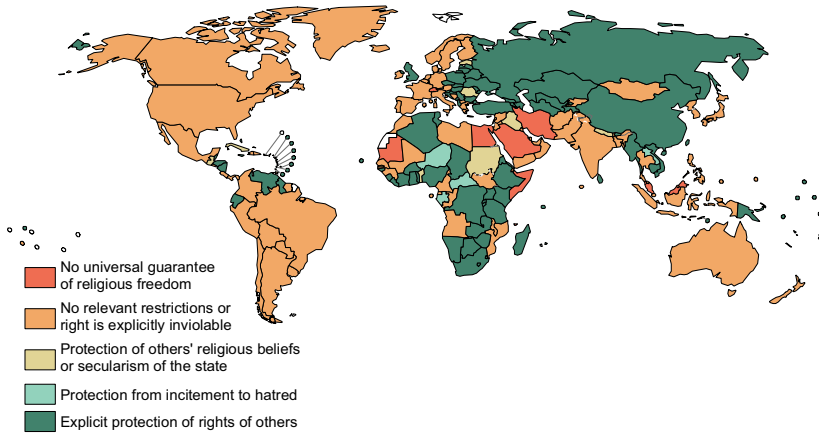 No universal guarantee
of religious freedom
No relevant restrictions or
right is explicitly inviolable
Protection of others' religious beliefs
or secularism of the state
Protection from incitement to hatred
Explicit protection of rights of others